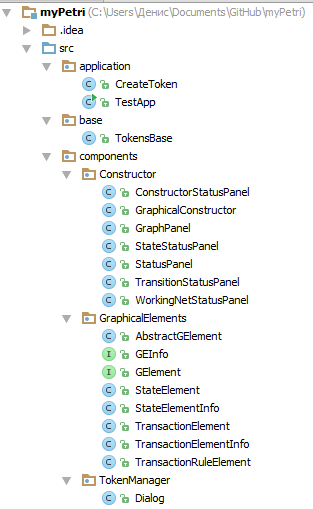 myPetri (C:\Users\Денис\Documents\GitHub\myPetri)
.idea
src
application
CreateToken
TestApp
base
TokensBase
components
Constructor
ConstructorStatusPanel
GraphicalConstructor
GraphPanel
StateStatusPanel
StatusPanel
TransitionStatusPanel
WorkingNetStatusPanel
GraphicalElements
AbstractGElement
GEInfo
GElement
StateElement
StateElementInfo
TransactionElement
TransactionElementInfo
TransactionRuleElement
TokenManager
Dialog